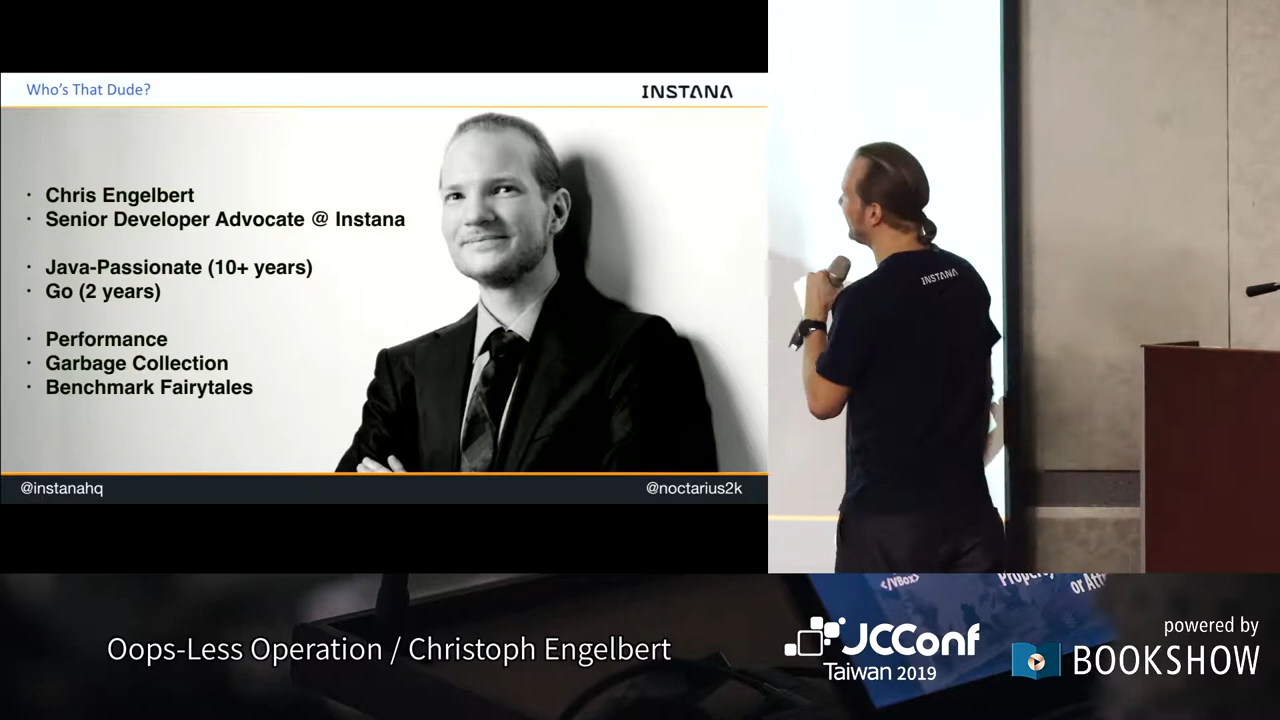 Who's That Dude?
INSTANA
· Chris Engelbert
· Senior Developer Advocate @ Instana
· Java-Passionate (10+ years)
· Go (2 years)
· Performance
· Garbage Collection
· Benchmark Fairytales
@instanahq
@noctarius2k
INSTANA
</VBox>
Oops-Less Operation / Christoph Engelbert
JCConf
Taiwan 2019
powered by
BOOKSHOW